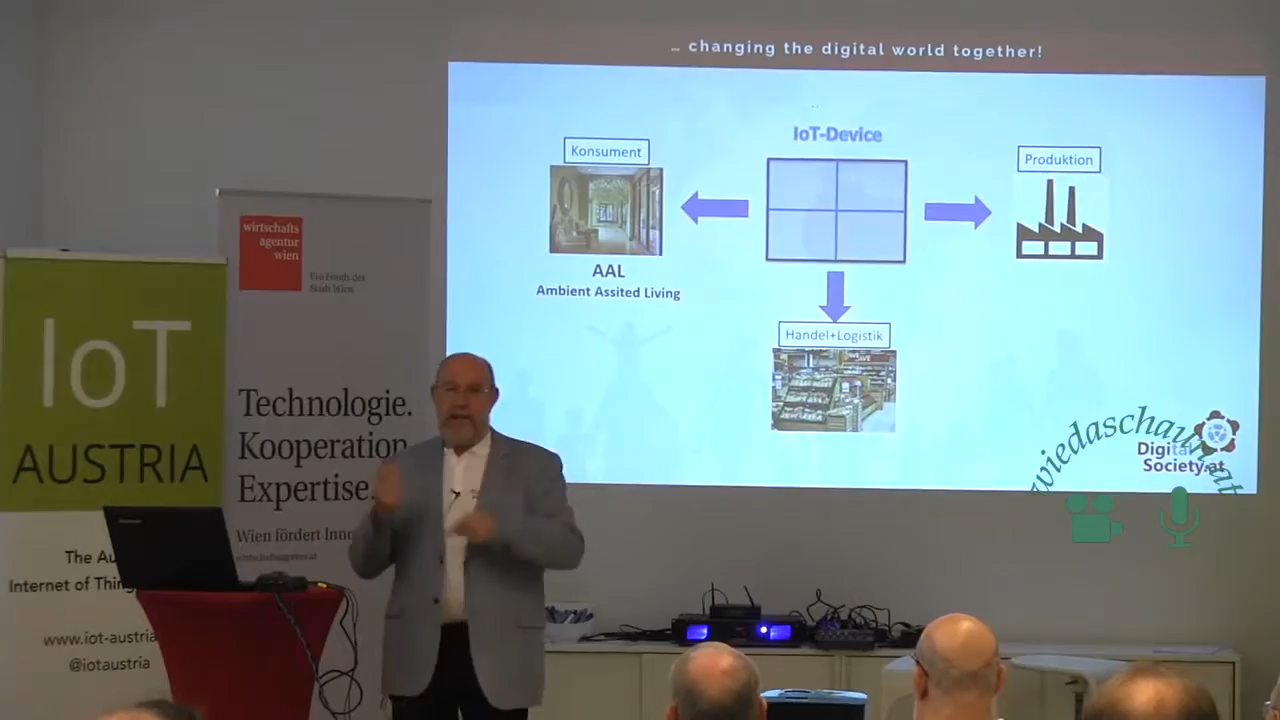 … changing the digital world together!
IoT-Device
Konsument
Produktion
AAL
Ambient Assited Living
Handel+Logistik
wiedaschaun.at
Digital
Society.at
wirtschafts
agentur
wien
Ein Fonds der
Stadt Wien
Technologie.
Kooperation
Expertise.
Wien fördert Inno
IoT
AUSTRIA
The Au
Internet of Thing
www.iot-austria
@iotaustria